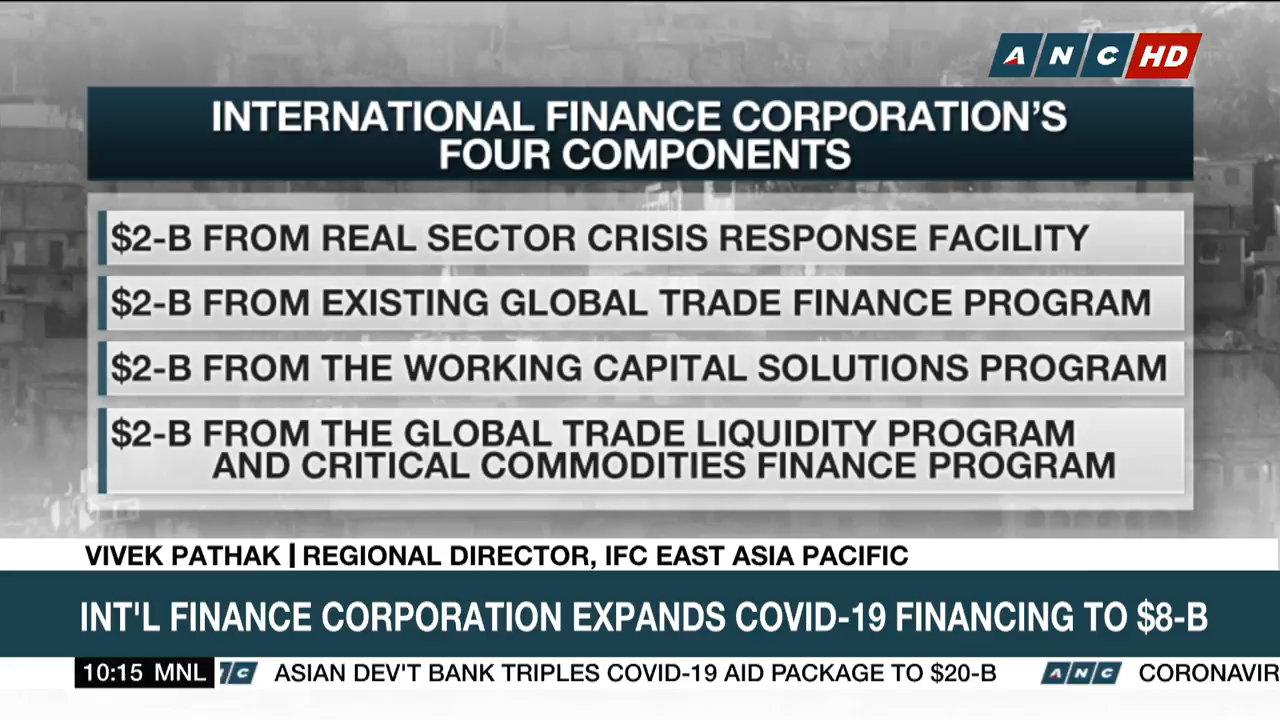 ANC HD
INTERNATIONAL FINANCE CORPORATION'S
FOUR COMPONENTS
$2-B FROM REAL SECTOR CRISIS RESPONSE FACILITY
$2-B FROM EXISTING GLOBAL TRADE FINANCE PROGRAM
$2-B FROM THE WORKING CAPITAL SOLUTIONS PROGRAM
$2-B FROM THE GLOBAL TRADE LIQUIDITY PROGRAM
AND CRITICAL COMMODITIES FINANCE PROGRAM
VIVEK PATHAK | REGIONAL DIRECTOR, IFC EAST ASIA PACIFIC
INT'L FINANCE CORPORATION EXPANDS COVID-19 FINANCING TO $8-B
10:15 MNL C ASIAN DEV'T BANK TRIPLES COVID-19 AID PACKAGE TO $20-B ANC CORONAVIR